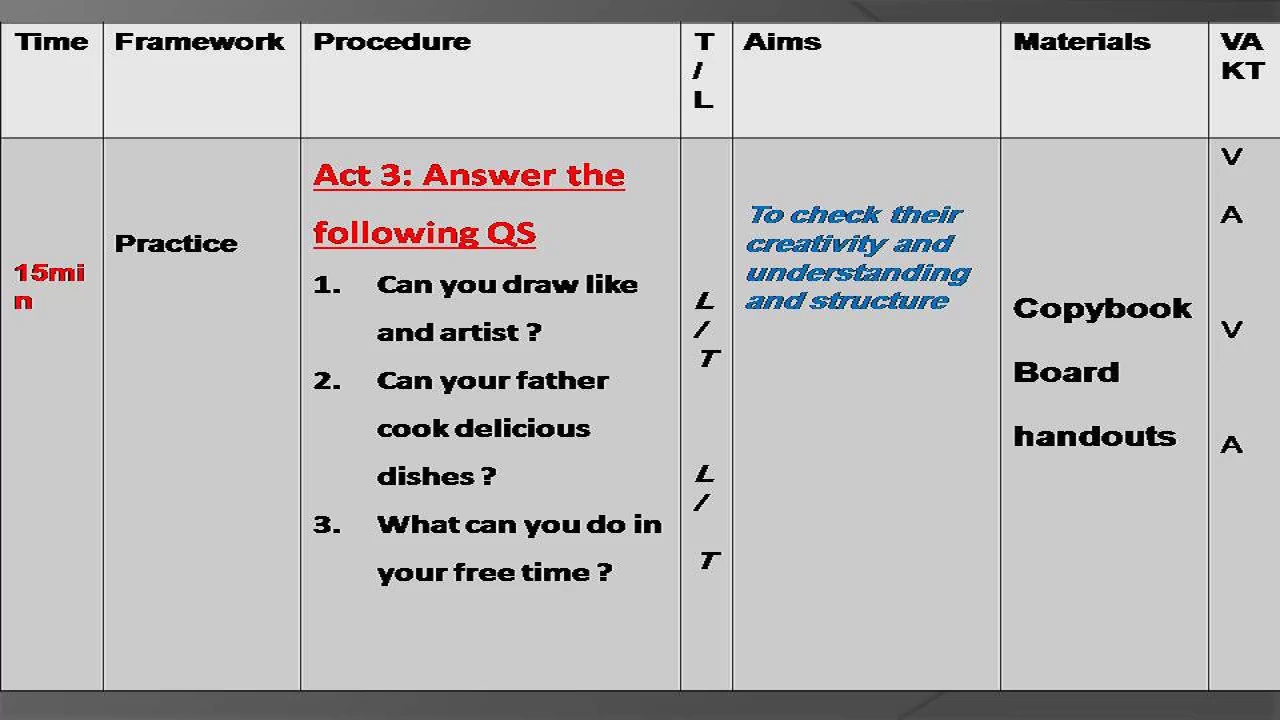 Time
Framework
Procedure
T
/
L
Aims
Materials
VA
KT
15mi
n
Practice
Act 3: Answer the
following QS
1. Can you draw like
and artist ?
2. Can your father
cook delicious
dishes ?
3. What can you do in
your free time ?
L
/
T
L
/
T
To check their
creativity and
understanding
and structure
Copybook
Board
handouts
V
A
V
A